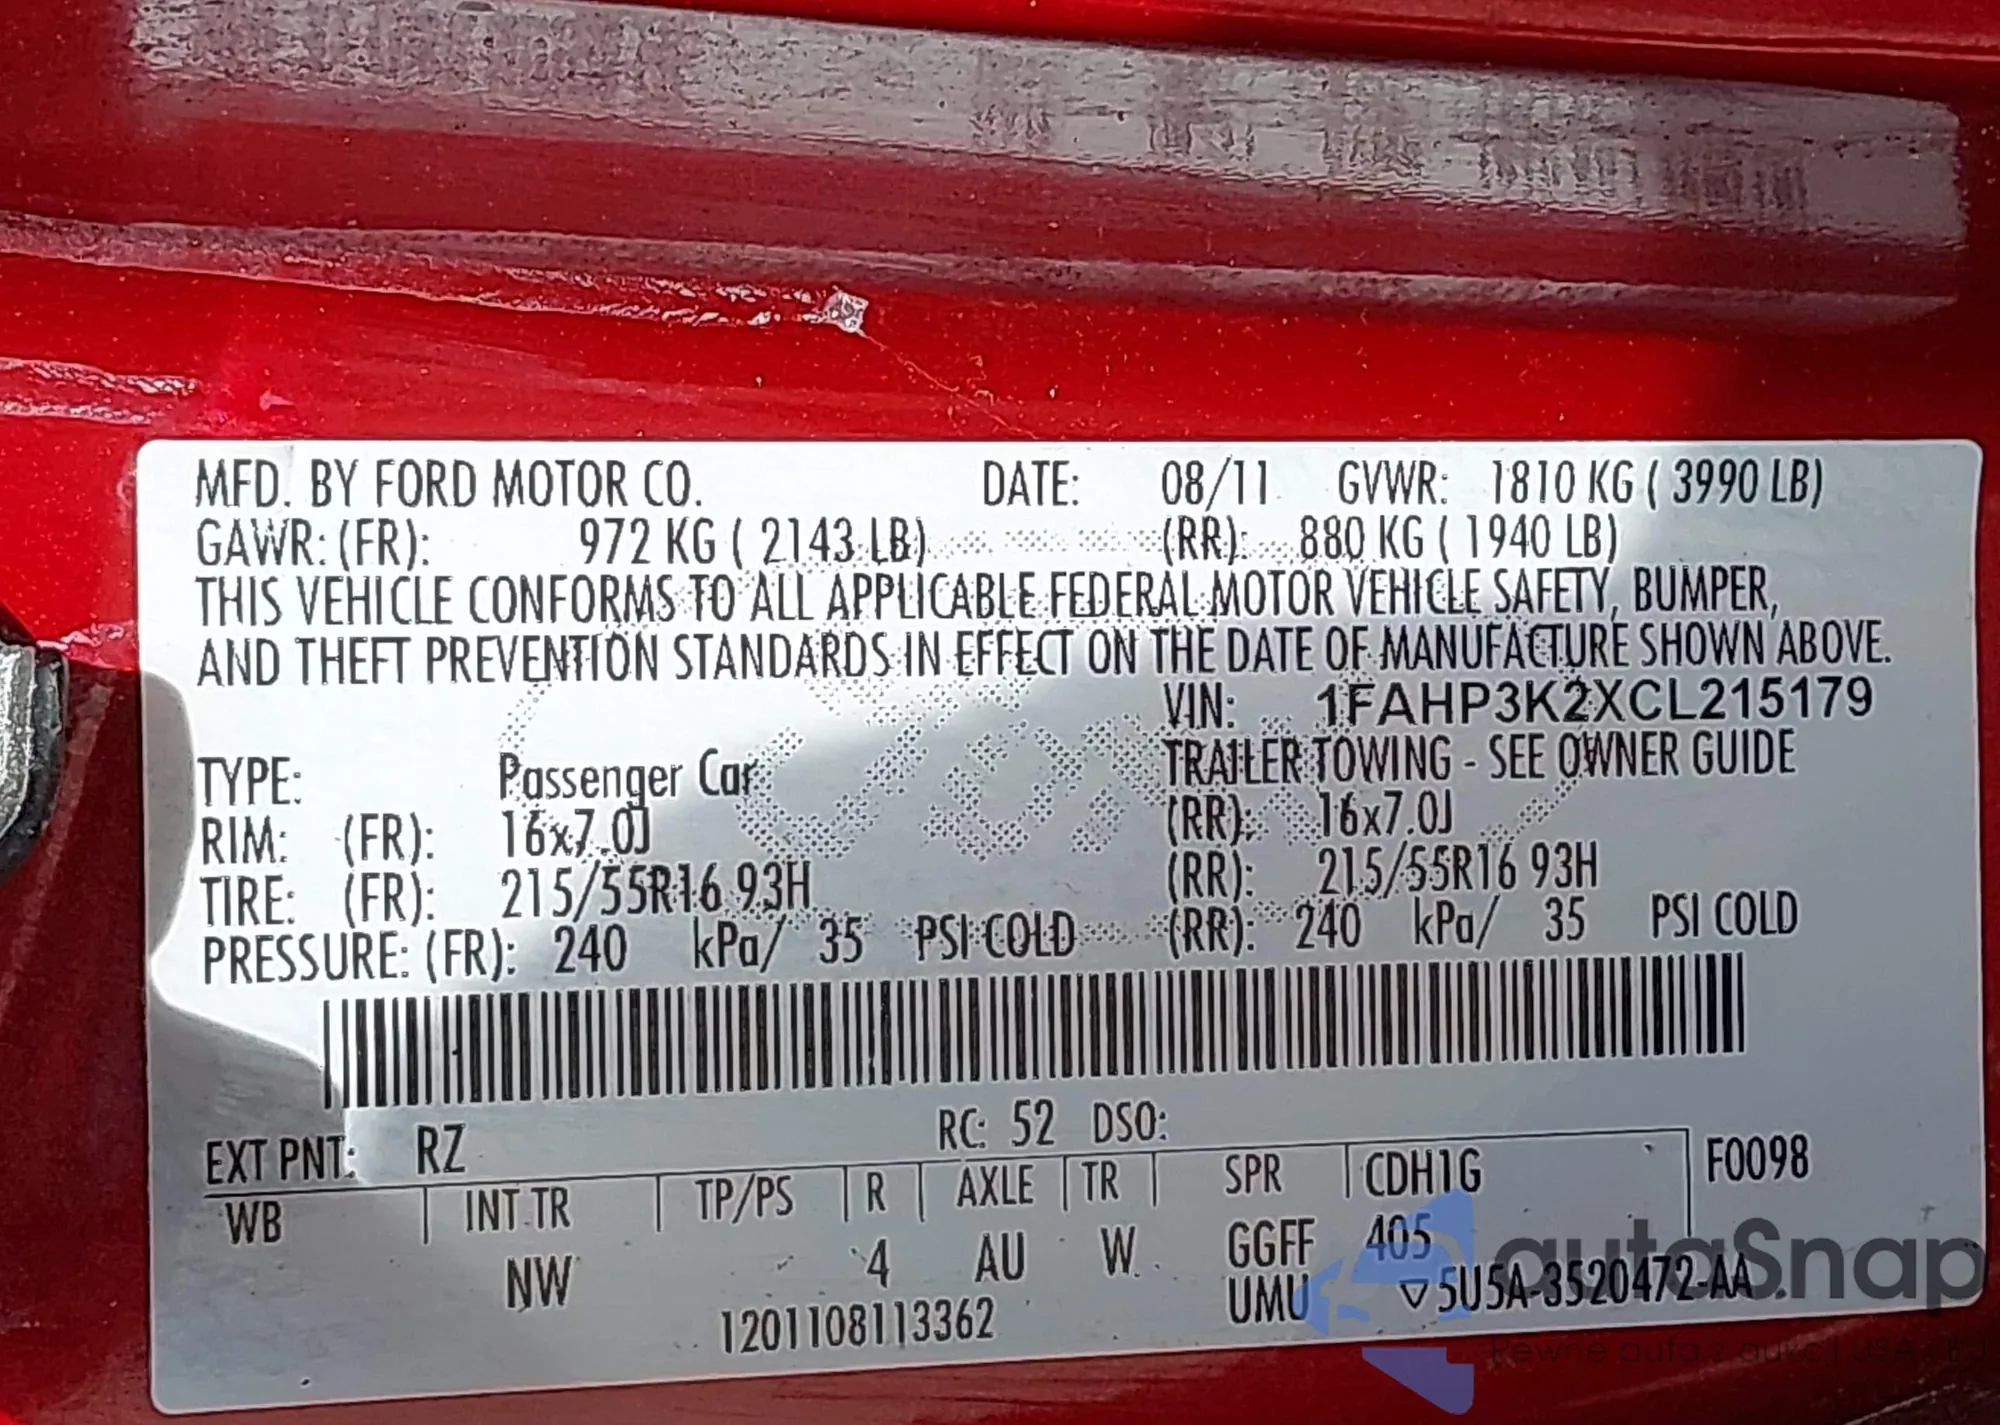 MFD. BY FORD MOTOR CO. DATE: 08/11 GVWR: 1810 KG ( 3990 LB)
GAWR: (FR): 972 KG ( 2143 LB) (RR): 880 KG ( 1940 LB)
THIS VEHICLE CONFORMS TO ALL APPLICABLE FEDERAL MOTOR VEHICLE SAFETY, BUMPER,
AND THEFT PREVENTION STANDARDS IN EFFECT ON THE DATE OF MANUFACTURE SHOWN ABOVE.
VIN: 1FAHP3K2XCL215179
TYPE: Passenger Car TRAILER TOWING - SEE OWNER GUIDE
RIM: (FR): 16x7.0J (RR): 16x7.0J
TIRE: (FR): 215/55R16 93H (RR): 215/55R16 93H
PRESSURE: (FR): 240 kPa/ 35 PSI COLD (RR): 240 kPa/ 35 PSI COLD
EXT PNT: RZ RC: 52 DSO:
WB INT TR TP/PS R AXLE TR SPR CDH1G F0098
NW 4 AU W GGFF 405
1201108113362 UMU ▽5U5A-3520472-AA
autaSnap
Pewne auta z aukcji USA